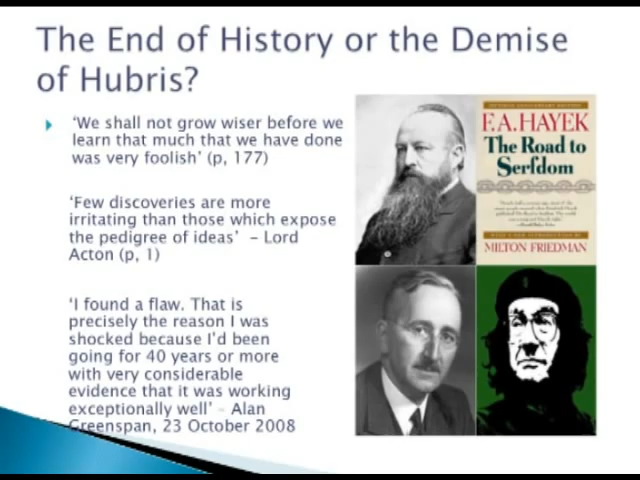 The End of History or the Demise
of Hubris?
‘We shall not grow wiser before we
learn that much that we have done
was very foolish’ (p, 177)
‘Few discoveries are more
irritating than those which expose
the pedigree of ideas’ – Lord
Acton (p, 1)
‘I found a flaw. That is
precisely the reason I was
shocked because I’d been
going for 40 years or more
with very considerable
evidence that it was working
exceptionally well’ – Alan
Greenspan, 23 October 2008
F.A. HAYEK
The Road to
Serfdom
MILTON FRIEDMAN